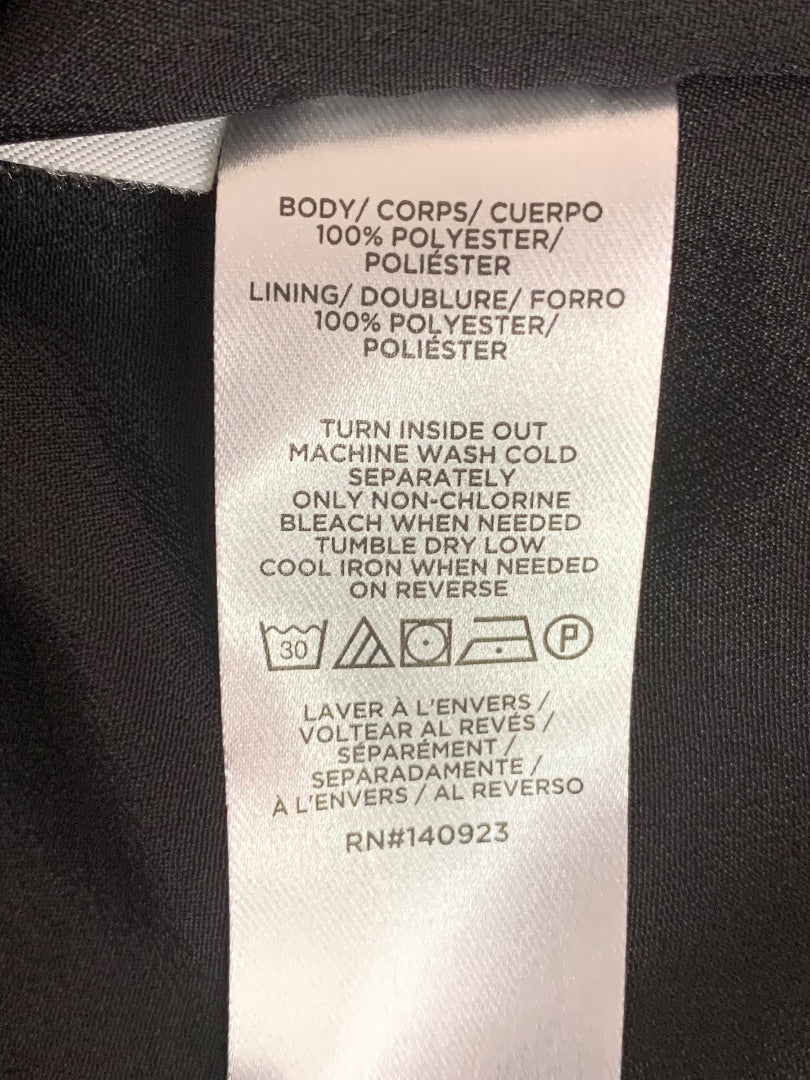 BODY/ CORPS/ CUERPO
100% POLYESTER/
POLIÉSTER
LINING/ DOUBLURE/ FORRO
100% POLYESTER/
POLIÉSTER
TURN INSIDE OUT
MACHINE WASH COLD
SEPARATELY
ONLY NON-CHLORINE
BLEACH WHEN NEEDED
TUMBLE DRY LOW
COOL IRON WHEN NEEDED
ON REVERSE
30 P
LAVER À L'ENVERS /
VOLTEAR AL REVÉS /
SÉPARÉMENT /
SEPARADAMENTE /
À L'ENVERS / AL REVERSO
RN#140923